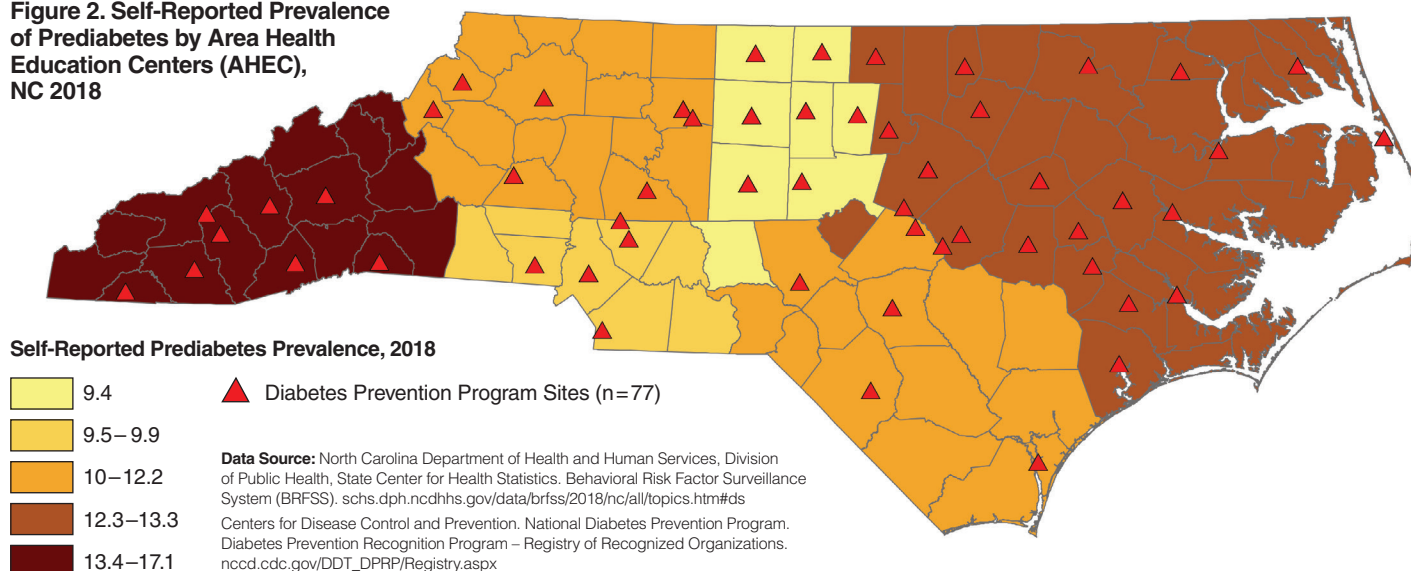 Figure 2. Self-Reported Prevalence
of Prediabetes by Area Health
Education Centers (AHEC),
NC 2018
Self-Reported Prediabetes Prevalence, 2018
9.4
9.5–9.9
10–12.2
12.3–13.3
13.4–17.1
Diabetes Prevention Program Sites (n=77)
Data Source: North Carolina Department of Health and Human Services, Division
of Public Health, State Center for Health Statistics. Behavioral Risk Factor Surveillance
System (BRFSS). schs.dph.ncdhhs.gov/data/brfss/2018/nc/all/topics.htm#ds
Centers for Disease Control and Prevention. National Diabetes Prevention Program.
Diabetes Prevention Recognition Program – Registry of Recognized Organizations.
nccd.cdc.gov/DDT_DPRP/Registry.aspx